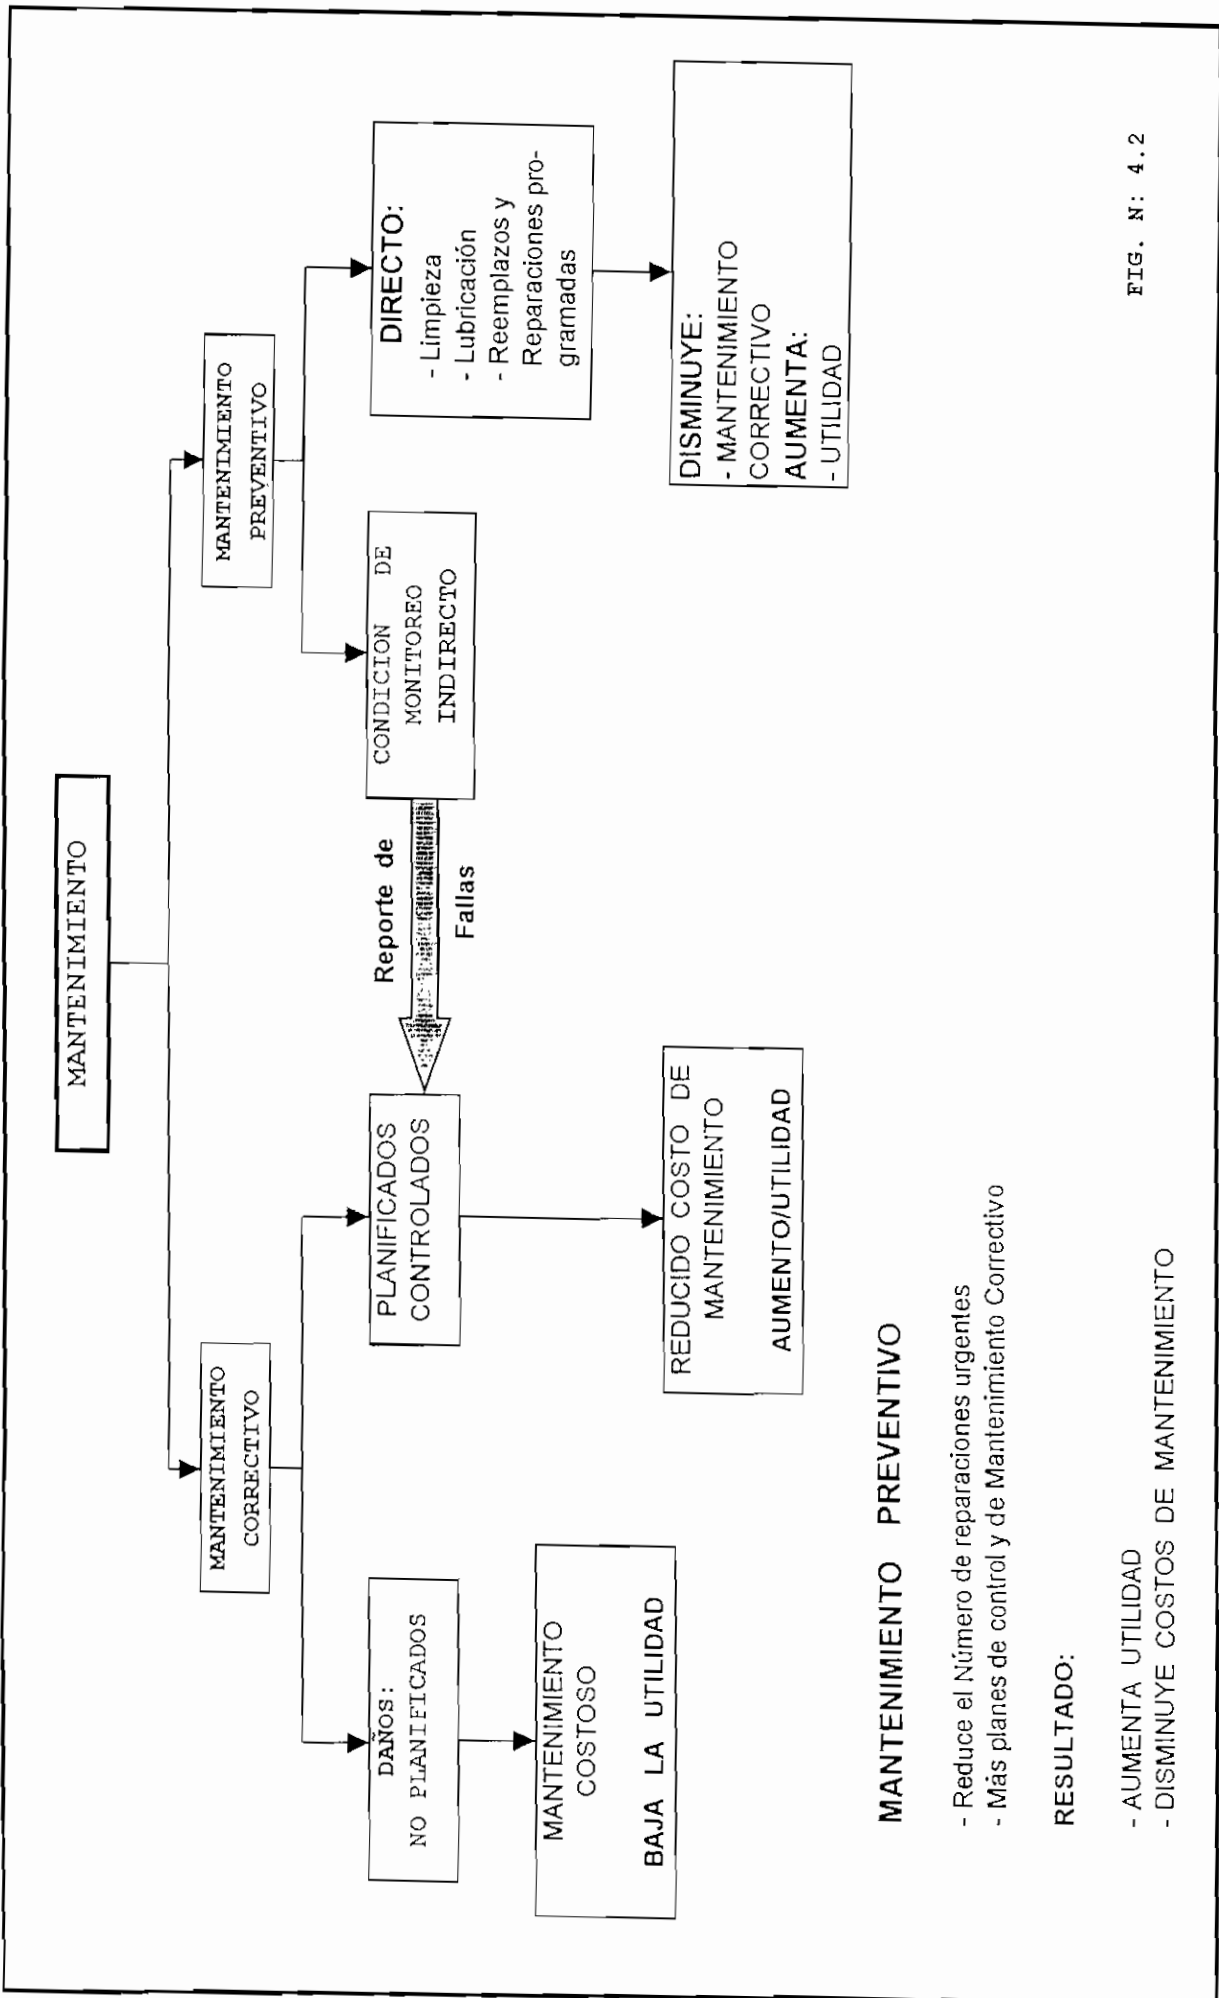 MANTENIMIENTO
MANTENIMIENTO
CORRECTIVO
MANTENIMIENTO
PREVENTIVO
DAÑOS:
NO PLANIFICADOS
PLANIFICADOS
CONTROLADOS
Reporte de
Fallas
CONDICION DE
MONITOREO
INDIRECTO
DIRECTO:
- Limpieza
- Lubricación
- Reemplazos y
Reparaciones pro-
gramadas
MANTENIMIENTO
COSTOSO
BAJA LA UTILIDAD
REDUCIDO COSTO DE
MANTENIMIENTO
AUMENTO/UTILIDAD
DISMINUYE:
- MANTENIMIENTO
CORRECTIVO
AUMENTA:
- UTILIDAD
MANTENIMIENTO PREVENTIVO
- Reduce el Número de reparaciones urgentes
- Más planes de control y de Mantenimiento Correctivo
RESULTADO:
- AUMENTA UTILIDAD
- DISMINUYE COSTOS DE MANTENIMIENTO
FIG. N: 4.2